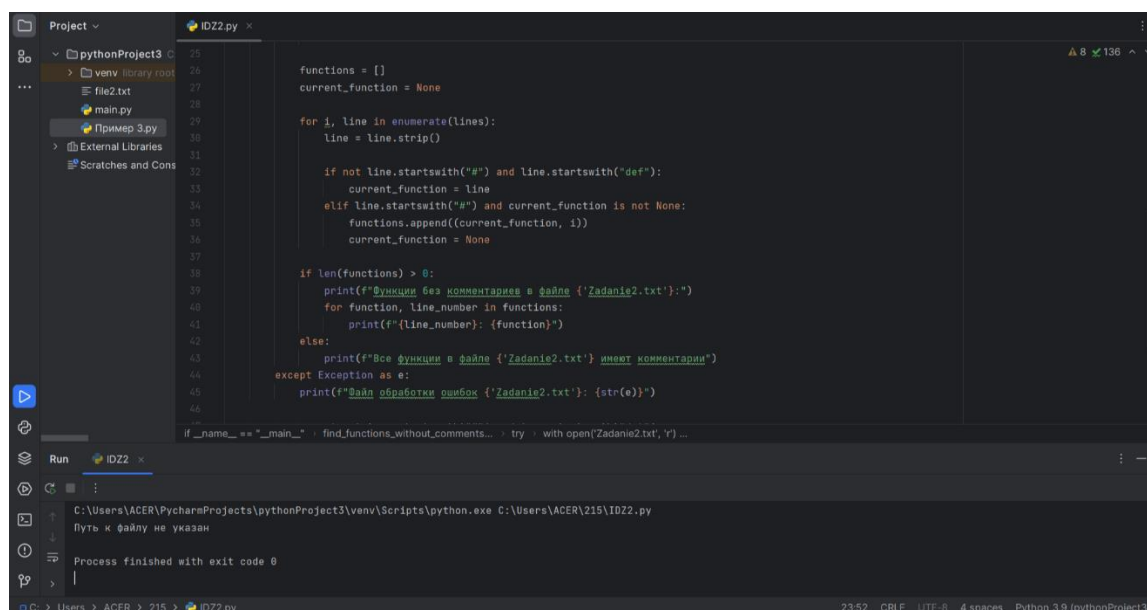 Project
IDZ2.py
pythonProject3
venv library root
file2.txt
main.py
Пример 3.py
External Libraries
Scratches and Cons
8 136
25
26 functions = []
27 current_function = None
28
29 for i, line in enumerate(lines):
30 line = line.strip()
31
32 if not line.startswith("#") and line.startswith("def"):
33 current_function = line
34 elif line.startswith("#") and current_function is not None:
35 functions.append((current_function, i))
36 current_function = None
37
38 if len(functions) > 0:
39 print(f"Функции без комментариев в файле {'Zadanie2.txt'}:")
40 for function, line_number in functions:
41 print(f"{line_number}: {function}")
42 else:
43 print(f"Все функции в файле {'Zadanie2.txt'} имеют комментарии")
44 except Exception as e:
45 print(f"Файл обработки ошибок {'Zadanie2.txt'}: {str(e)}")
46
if __name__ == "__main__" › find_functions_without_comments... › try › with open('Zadanie2.txt', 'r') ...
Run IDZ2
C:\Users\ACER\PycharmProjects\pythonProject3\venv\Scripts\python.exe C:\Users\ACER\215\IDZ2.py
Путь к файлу не указан
Process finished with exit code 0
C: › Users › ACER › 215 › IDZ2.py
23:52 CRLF UTF-8 4 spaces Python 3.9 (pythonProject3